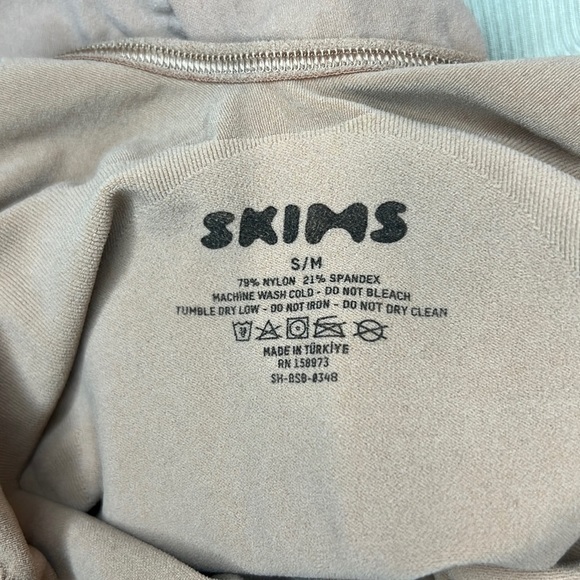 SKIMS
S/M
79% NYLON 21% SPANDEX
MACHINE WASH COLD - DO NOT BLEACH
TUMBLE DRY LOW - DO NOT IRON - DO NOT DRY CLEAN
MADE IN TÜRKİYE
RN 158973
SH-BSB-0348